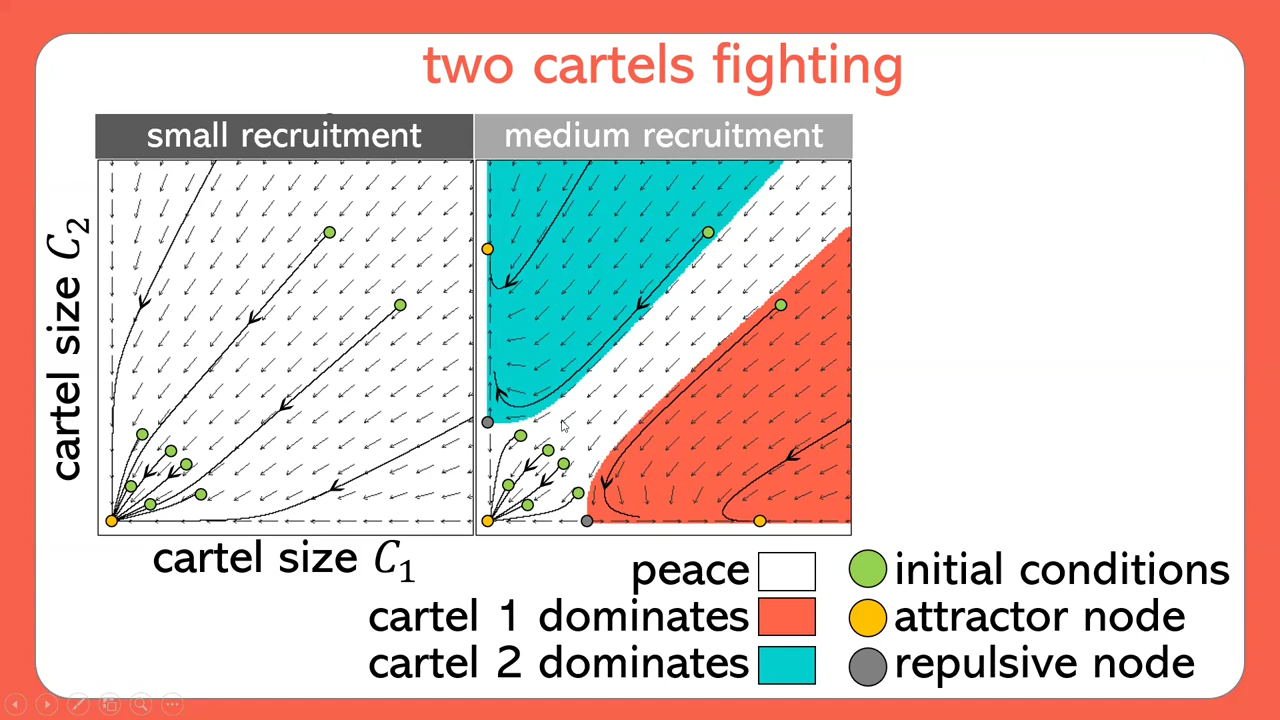 two cartels fighting
small recruitment
medium recruitment
cartel size C₂
cartel size C₁
peace
cartel 1 dominates
cartel 2 dominates
initial conditions
attractor node
repulsive node